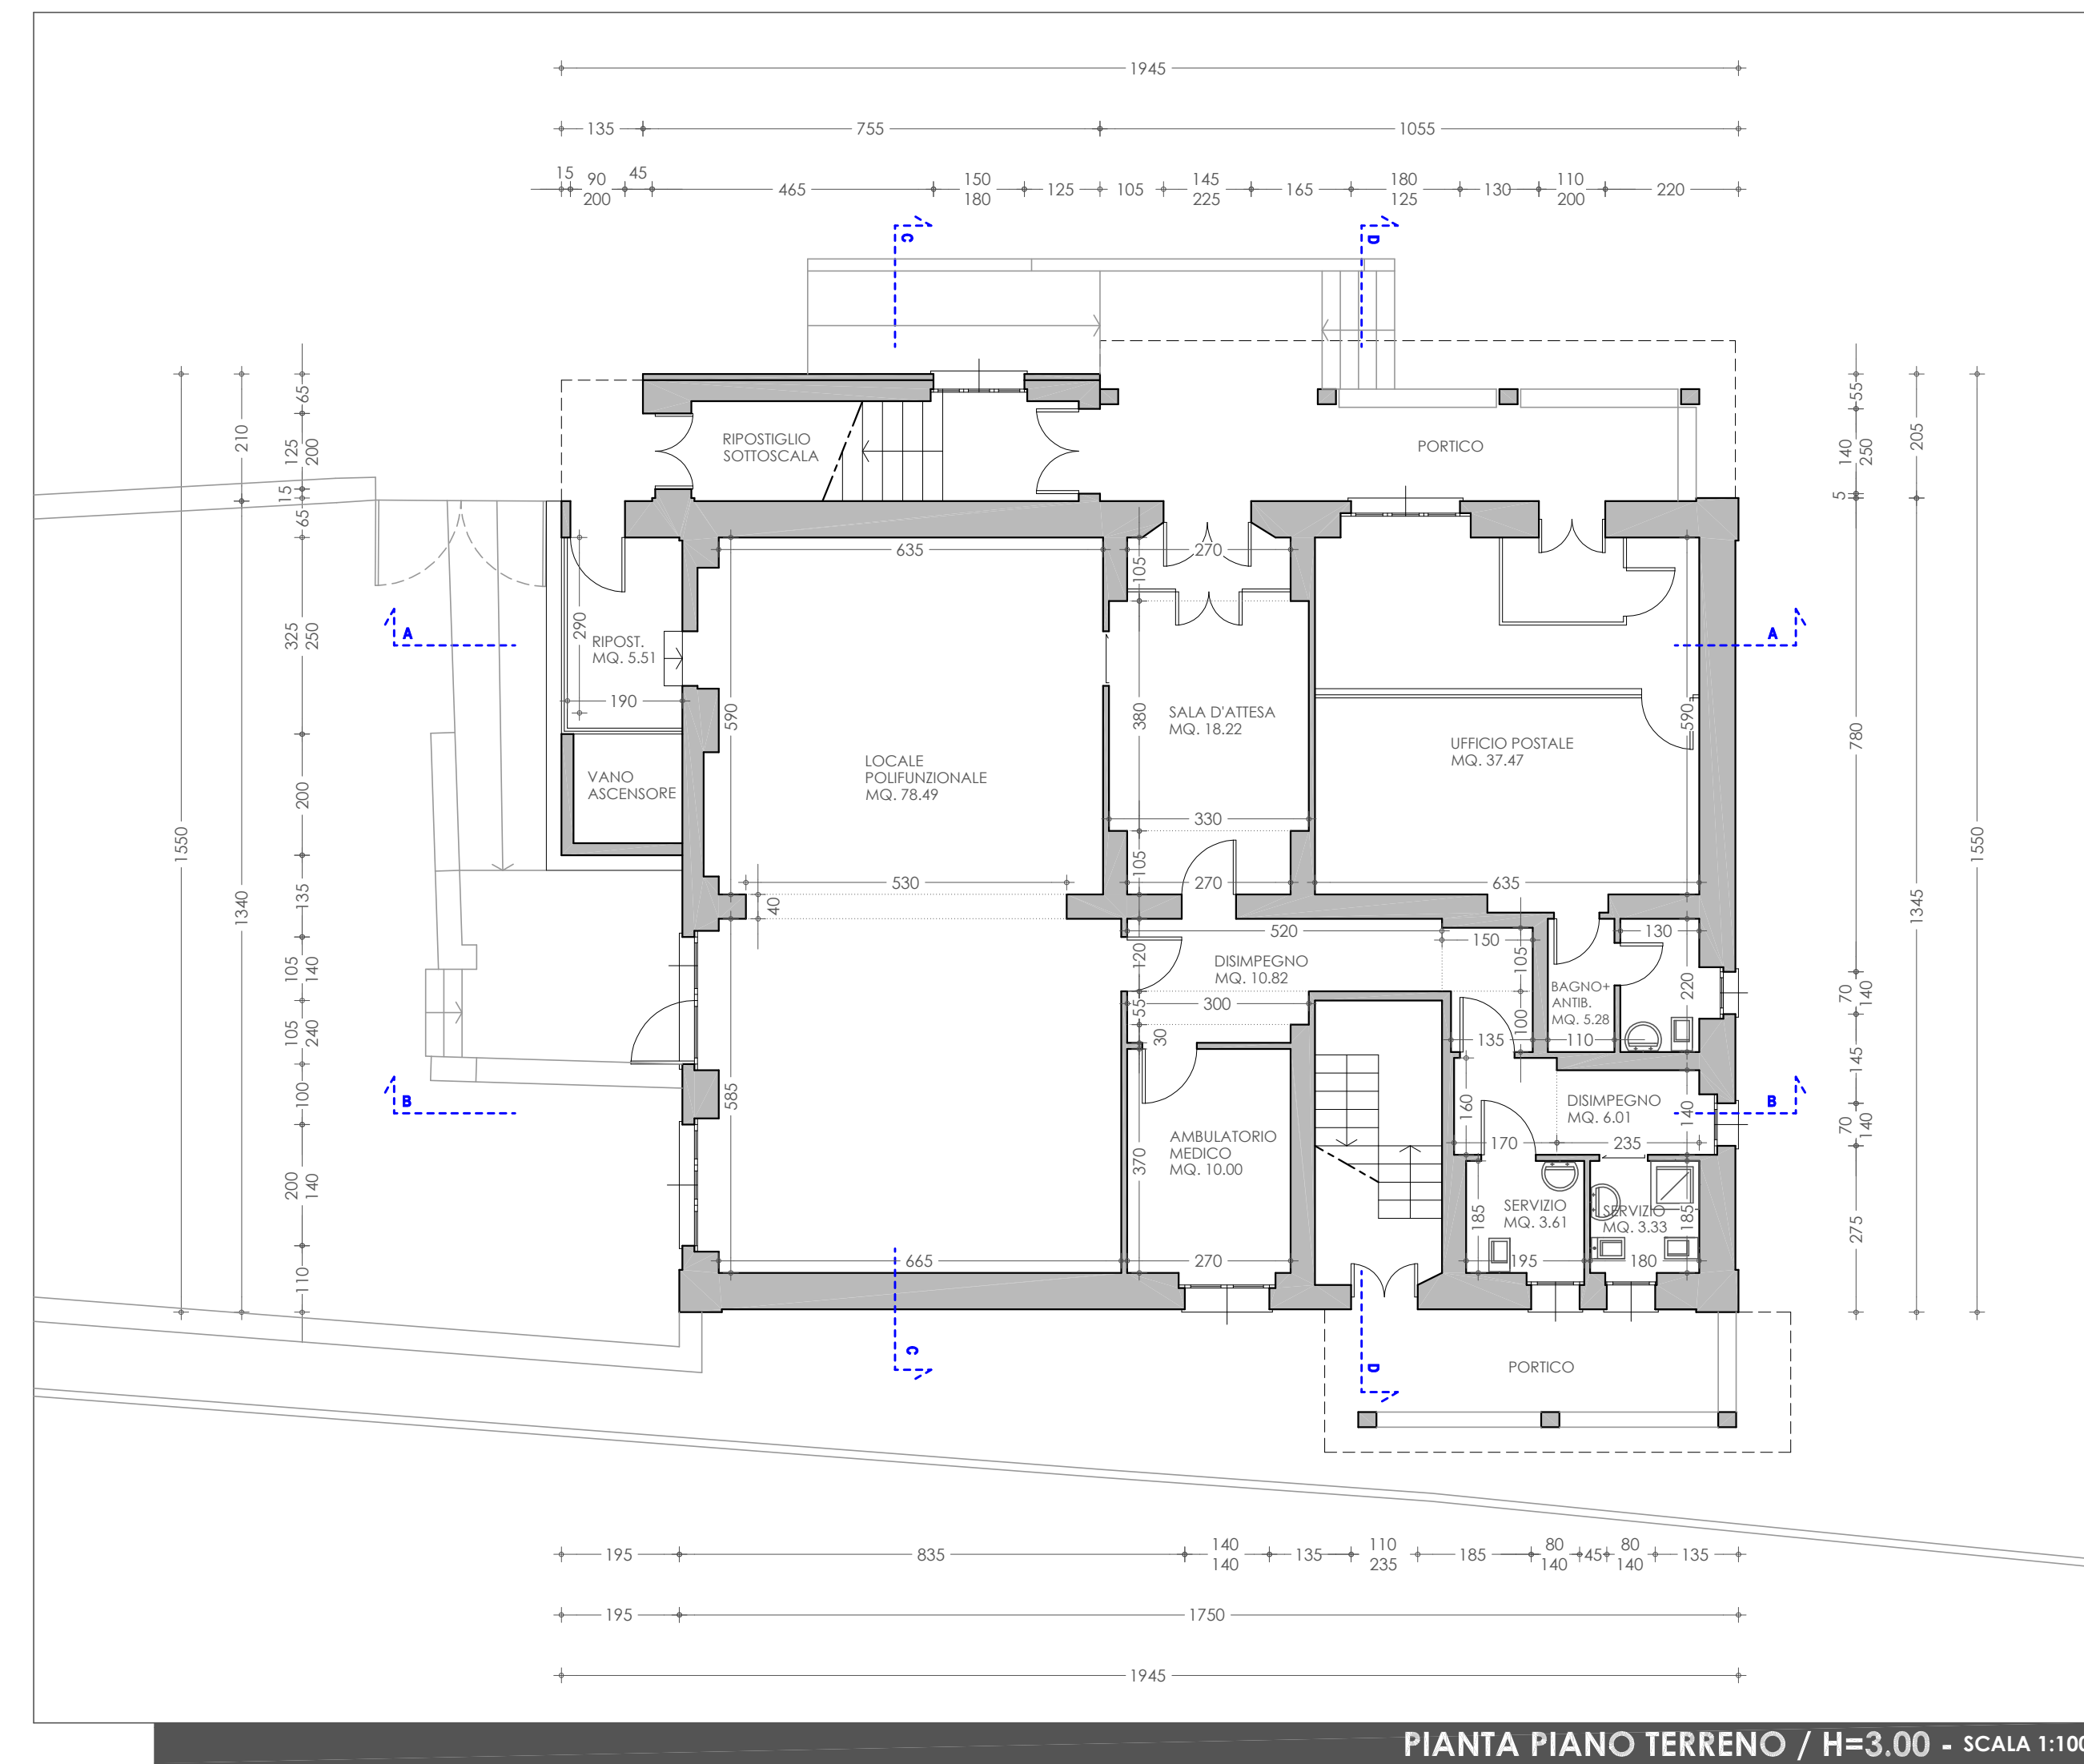 1945
135 755 1055
15 90 45 465 150 125 105 145 165 180 130 110 220
200 180 225 125 200
C D
65 55
210 125 200 RIPOSTIGLIO
SOTTOSCALA PORTICO 140 250 205
15 5
65
635 270
105
325 250 290 A A
RIPOST.
MQ. 5.51
190
590 380 590 780
SALA D'ATTESA
MQ. 18.22
UFFICIO POSTALE
MQ. 37.47
LOCALE
POLIFUNZIONALE
MQ. 78.49
VANO
ASCENSORE
200
330
1550 1340 135 105 1345 1550
530 270 635
40
520 150 130
105 140 120 105 220 70 140
DISIMPEGNO
MQ. 10.82
BAGNO+
ANTIB.
MQ. 5.28
300
55
105 240 30 100
135 110
145
100 585 160 140 70 140
B B
DISIMPEGNO
MQ. 6.01
170 235
AMBULATORIO
MEDICO
MQ. 10.00
370
200 140 185 185 275
SERVIZIO
MQ. 3.61
SERVIZIO
MQ. 3.33
110
665 270 195 180
C D
PORTICO
195 835 140 135 110 185 80 45 80 135
140 235 140 140
195 1750
1945
PIANTA PIANO TERRENO / H=3.00 - SCALA 1:100